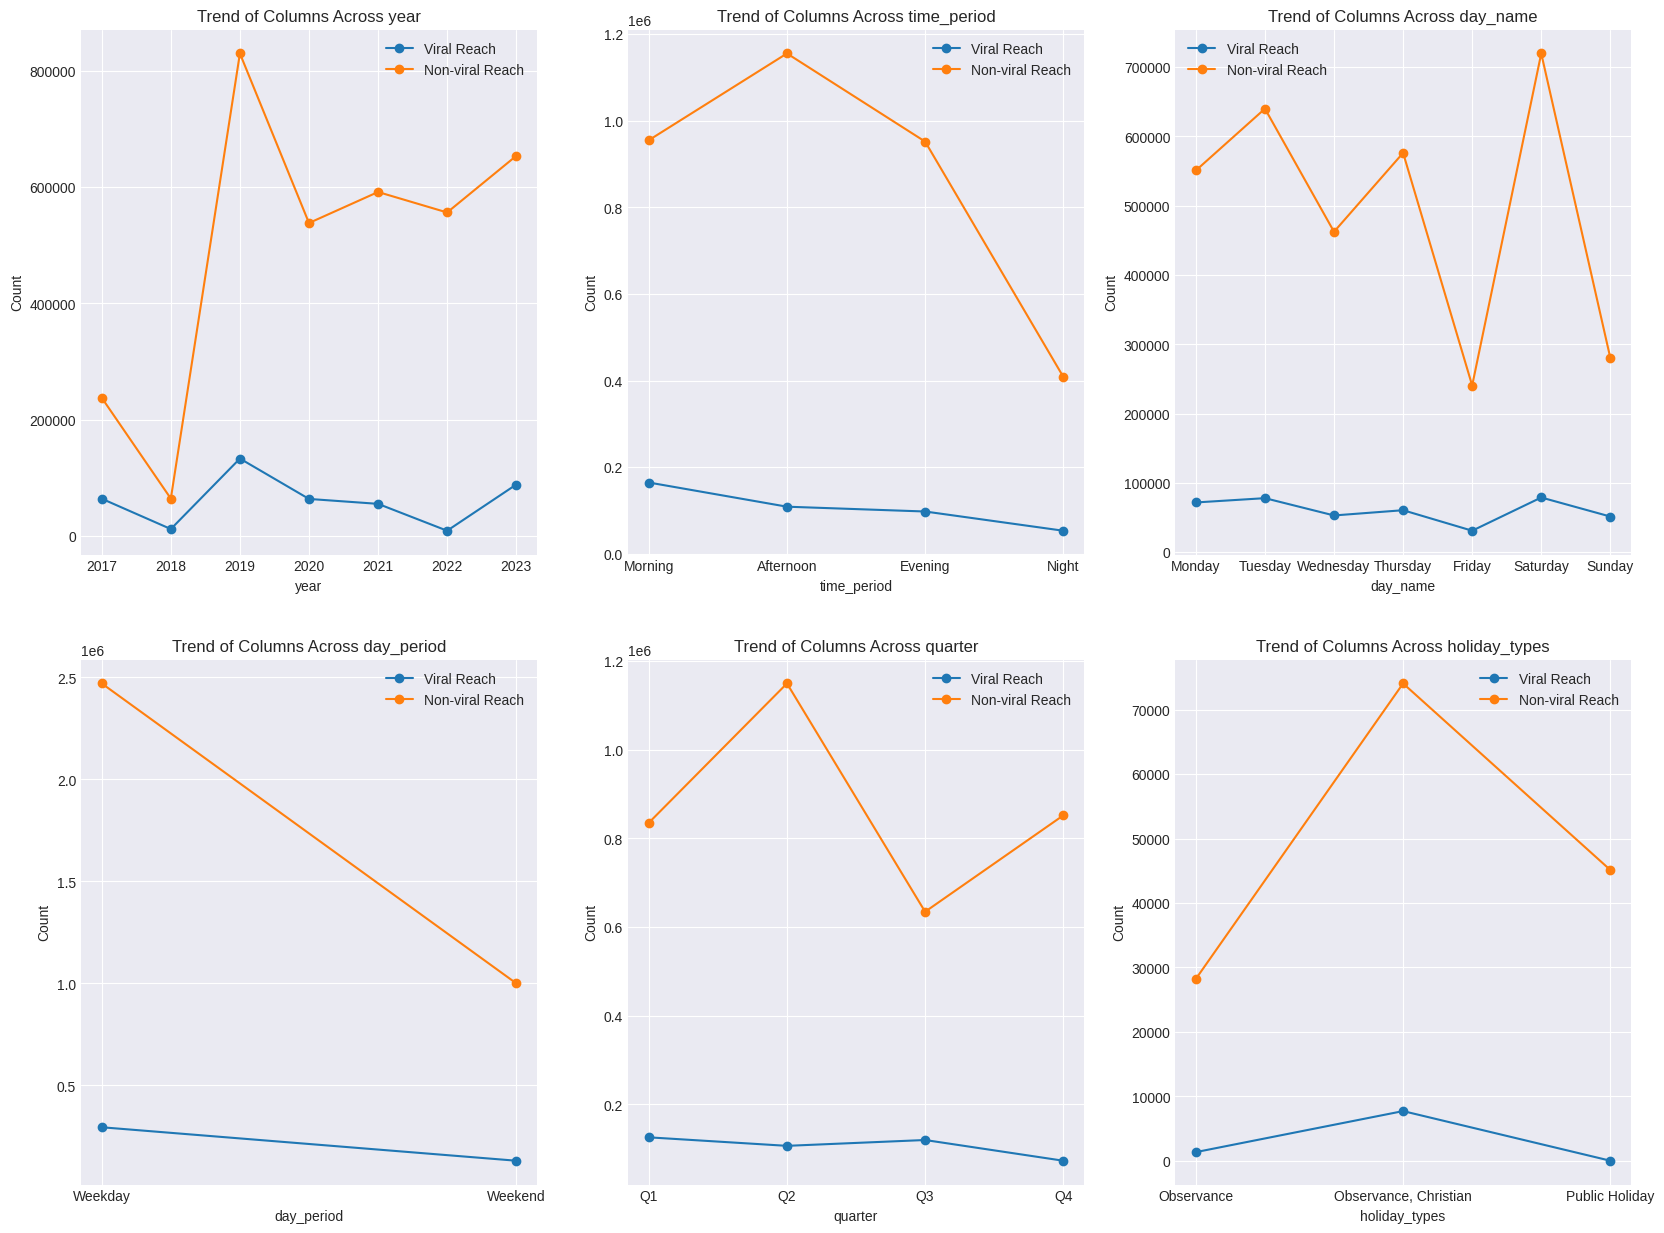 Trend of Columns Across year
Viral Reach
Non-viral Reach
800000
600000
400000
200000
0
Count
2017 2018 2019 2020 2021 2022 2023
year
Trend of Columns Across time_period
1e6
Viral Reach
Non-viral Reach
1.2
1.0
0.8
0.6
0.4
0.2
0.0
Count
Morning Afternoon Evening Night
time_period
Trend of Columns Across day_name
Viral Reach
Non-viral Reach
700000
600000
500000
400000
300000
200000
100000
0
Count
Monday Tuesday Wednesday Thursday Friday Saturday Sunday
day_name
Trend of Columns Across day_period
1e6
Viral Reach
Non-viral Reach
2.5
2.0
1.5
1.0
0.5
Count
Weekday Weekend
day_period
Trend of Columns Across quarter
1e6
Viral Reach
Non-viral Reach
1.2
1.0
0.8
0.6
0.4
0.2
Count
Q1 Q2 Q3 Q4
quarter
Trend of Columns Across holiday_types
Viral Reach
Non-viral Reach
70000
60000
50000
40000
30000
20000
10000
0
Count
Observance Observance, Christian Public Holiday
holiday_types